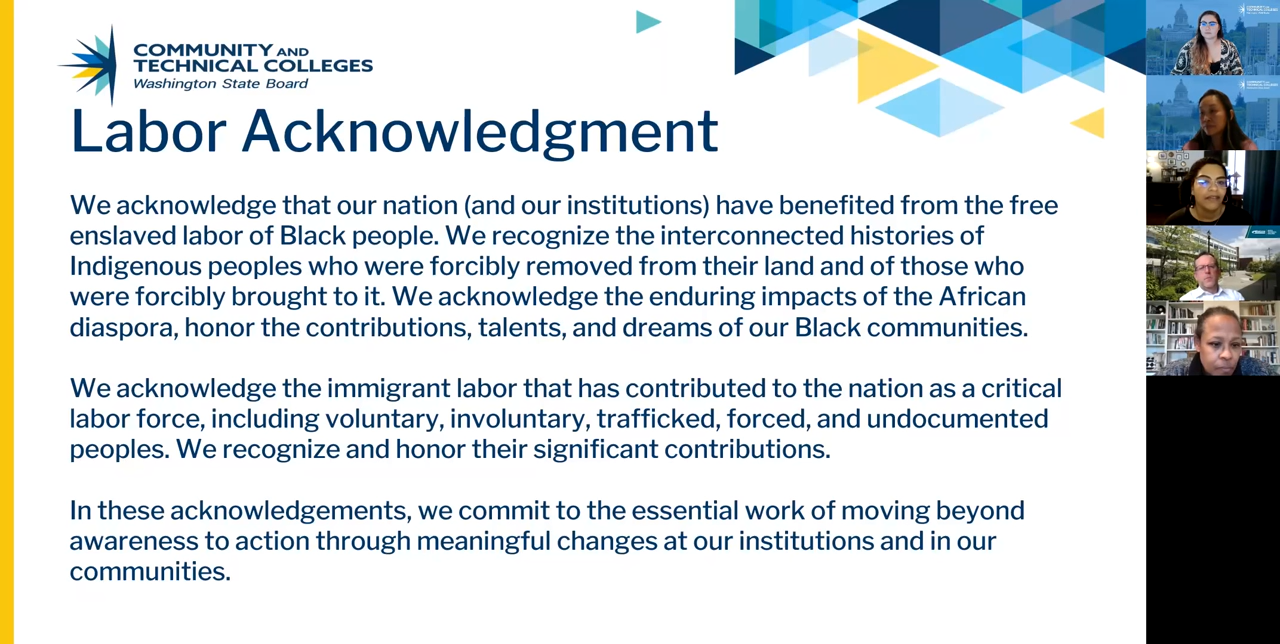 COMMUNITY AND
TECHNICAL COLLEGES
Washington State Board
Labor Acknowledgment
We acknowledge that our nation (and our institutions) have benefited from the free
enslaved labor of Black people. We recognize the interconnected histories of
Indigenous peoples who were forcibly removed from their land and of those who
were forcibly brought to it. We acknowledge the enduring impacts of the African
diaspora, honor the contributions, talents, and dreams of our Black communities.
We acknowledge the immigrant labor that has contributed to the nation as a critical
labor force, including voluntary, involuntary, trafficked, forced, and undocumented
peoples. We recognize and honor their significant contributions.
In these acknowledgements, we commit to the essential work of moving beyond
awareness to action through meaningful changes at our institutions and in our
communities.